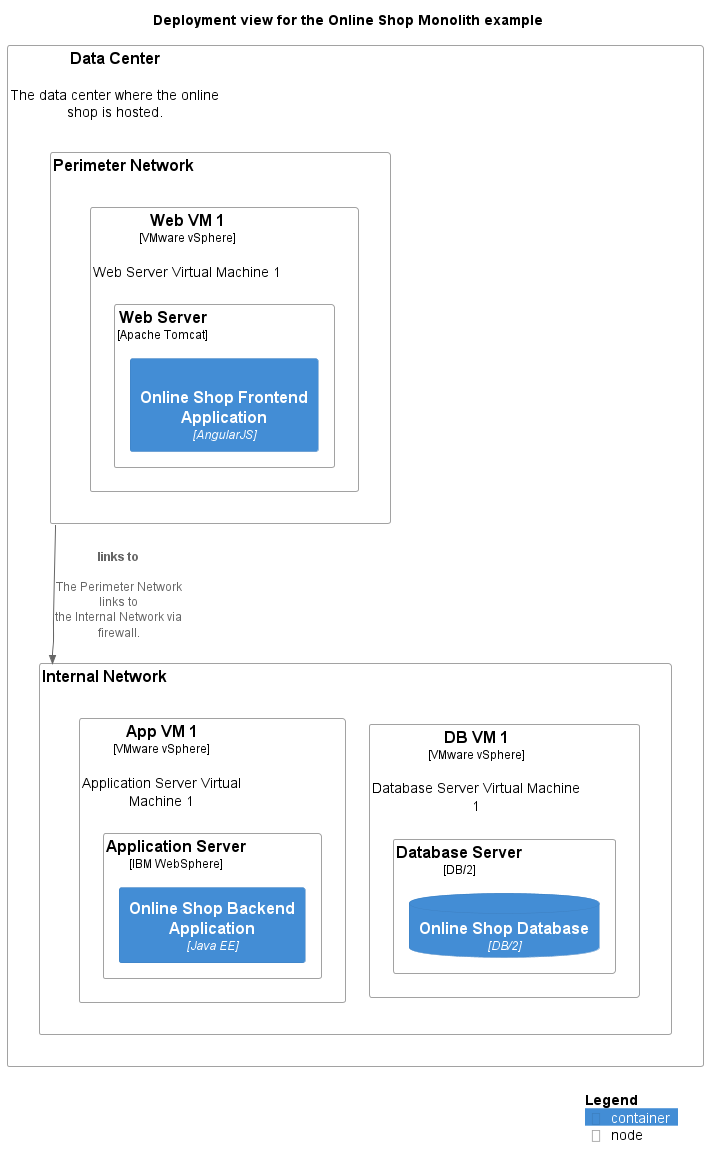 Deployment view for the Online Shop Monolith example
Data Center
The data center where the online
shop is hosted.
Perimeter Network
Web VM 1
[VMware vSphere]
Web Server Virtual Machine 1
Web Server
[Apache Tomcat]
Online Shop Frontend
Application
[AngularJS]
links to
The Perimeter Network
links to
the Internal Network via
firewall.
Internal Network
App VM 1
[VMware vSphere]
Application Server Virtual
Machine 1
Application Server
[IBM WebSphere]
Online Shop Backend
Application
[Java EE]
DB VM 1
[VMware vSphere]
Database Server Virtual Machine
1
Database Server
[DB/2]
Online Shop Database
[DB/2]
Legend
container
node